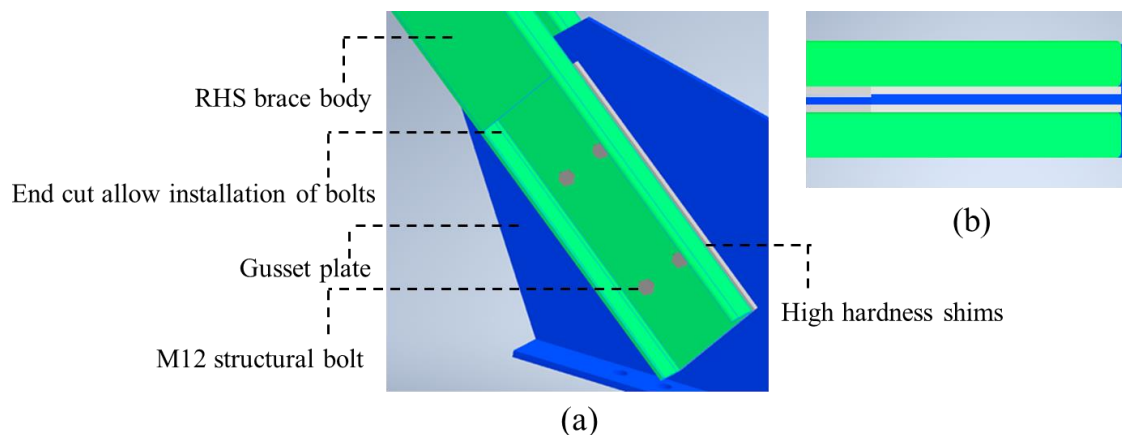 RHS brace body
End cut allow installation of bolts
Gusset plate
M12 structural bolt
High hardness shims
(a)
(b)